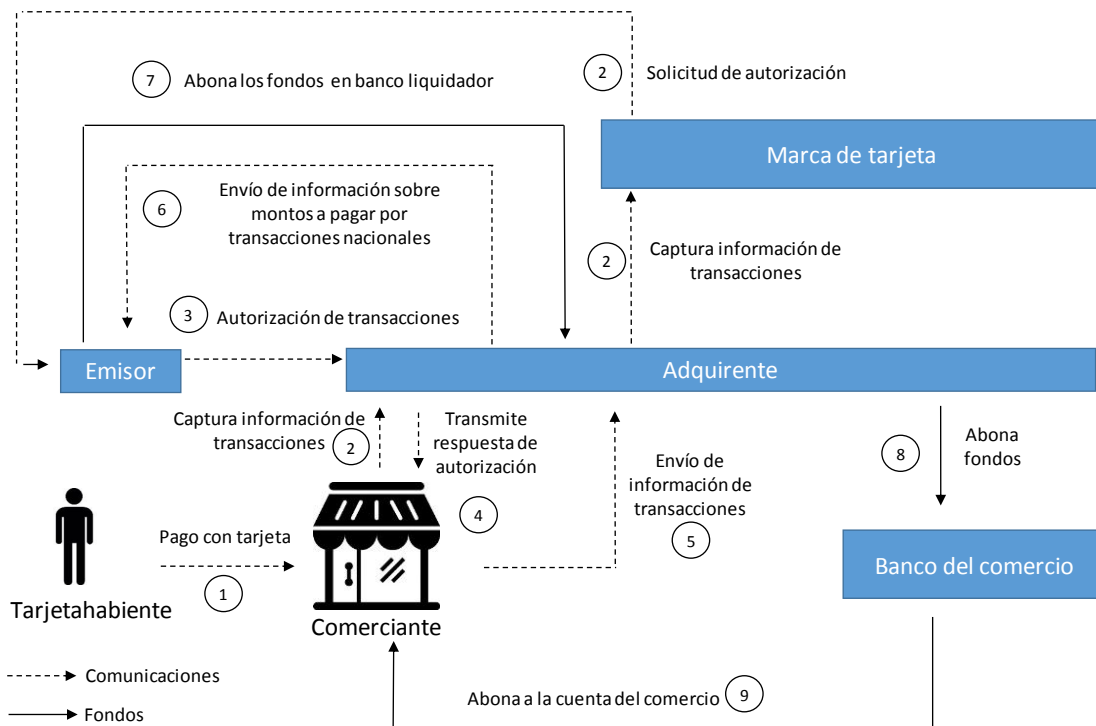 7 Abona los fondos en banco liquidador
2 Solicitud de autorización
Marca de tarjeta
6
Envío de información sobre
montos a pagar por
transacciones nacionales
2
Captura información de
transacciones
3 Autorización de transacciones
Emisor
Adquirente
Captura información de
transacciones 2
Transmite
respuesta de
autorización
4
Envío de
información de
transacciones
5
8
Abona
fondos
Pago con tarjeta
1
Banco del comercio
Tarjetahabiente
Comerciante
Comunicaciones
Fondos
Abona a la cuenta del comercio 9